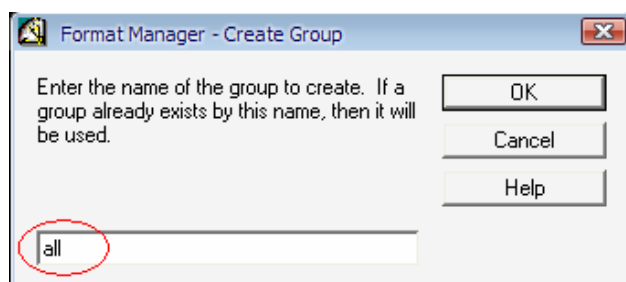 Format Manager - Create Group
Enter the name of the group to create. If a
group already exists by this name, then it will
be used.
OK
Cancel
Help
all